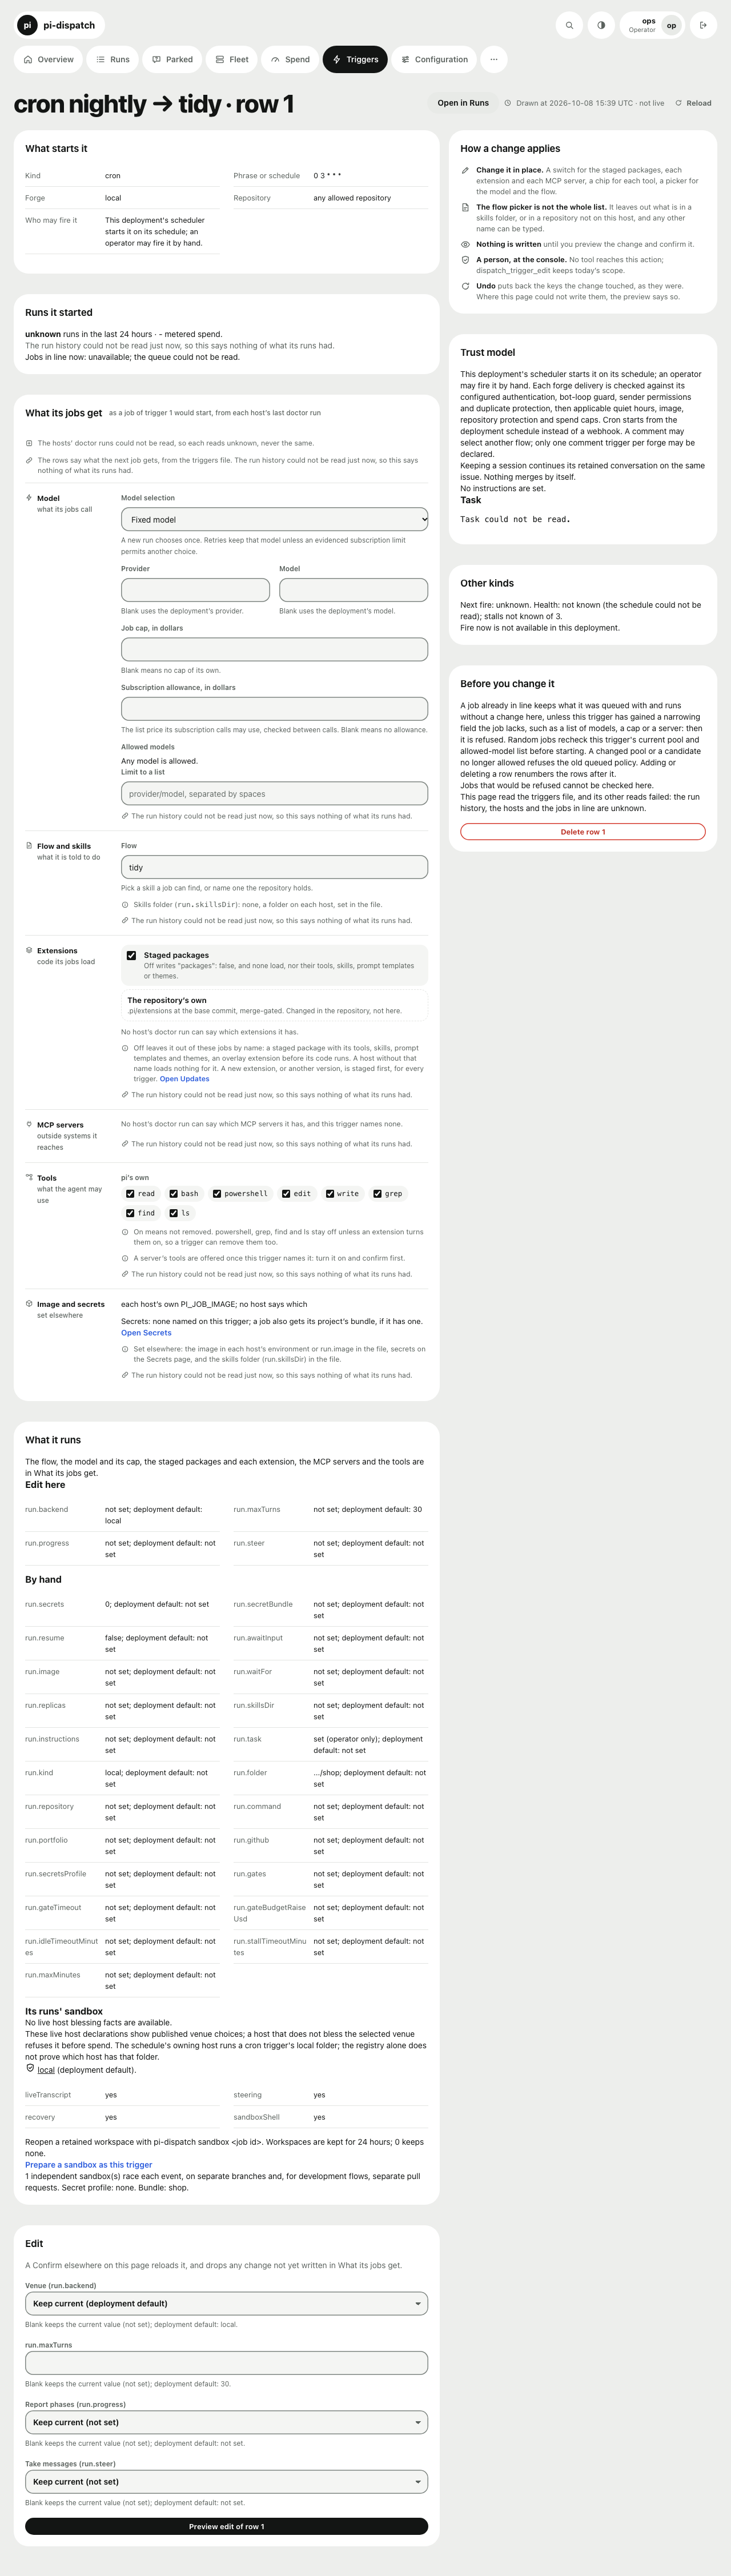 pi
pi-dispatch
ops
Operator
op
Overview
Runs
Parked
Fleet
Spend
Triggers
Configuration
cron nightly → tidy · row 1
Open in Runs
Drawn at 2026-10-08 15:39 UTC · not live
Reload
What starts it
Kind
cron
Phrase or schedule
0 3 * * *
Forge
local
Repository
any allowed repository
Who may fire it
This deployment's scheduler
starts it on its schedule; an
operator may fire it by hand.
Runs it started
unknown runs in the last 24 hours · - metered spend.
The run history could not be read just now, so this says nothing of what its runs had.
Jobs in line now: unavailable; the queue could not be read.
What its jobs get
as a job of trigger 1 would start, from each host's last doctor run
The hosts' doctor runs could not be read, so each reads unknown, never the same.
The rows say what the next job gets, from the triggers file. The run history could not be read just now, so this says
nothing of what its runs had.
Model
what its jobs call
Model selection
Fixed model
A new run chooses once. Retries keep that model unless an evidenced subscription limit
permits another choice.
Provider
Model
Blank uses the deployment's provider.
Blank uses the deployment's model.
Job cap, in dollars
Blank means no cap of its own.
Subscription allowance, in dollars
The list price its subscription calls may use, checked between calls. Blank means no allowance.
Allowed models
Any model is allowed.
Limit to a list
provider/model, separated by spaces
The run history could not be read just now, so this says nothing of what its runs had.
Flow and skills
what it is told to do
Flow
tidy
Pick a skill a job can find, or name one the repository holds.
Skills folder (run.skillsDir): none, a folder on each host, set in the file.
The run history could not be read just now, so this says nothing of what its runs had.
Extensions
code its jobs load
Staged packages
Off writes "packages": false, and none load, nor their tools, skills, prompt templates
or themes.
The repository's own
.pi/extensions at the base commit, merge-gated. Changed in the repository, not here.
No host's doctor run can say which extensions it has.
Off leaves it out of these jobs by name: a staged package with its tools, skills, prompt
templates and themes, an overlay extension before its code runs. A host without that
name loads nothing for it. A new extension, or another version, is staged first, for every
trigger. Open Updates
The run history could not be read just now, so this says nothing of what its runs had.
MCP servers
outside systems it
reaches
No host's doctor run can say which MCP servers it has, and this trigger names none.
The run history could not be read just now, so this says nothing of what its runs had.
Tools
what the agent may
use
pi's own
read
bash
powershell
edit
write
grep
find
ls
On means not removed. powershell, grep, find and ls stay off unless an extension turns
them on, so a trigger can remove them too.
A server's tools are offered once this trigger names it: turn it on and confirm first.
The run history could not be read just now, so this says nothing of what its runs had.
Image and secrets
set elsewhere
each host's own PI_JOB_IMAGE; no host says which
Secrets: none named on this trigger; a job also gets its project's bundle, if it has one.
Open Secrets
Set elsewhere: the image in each host's environment or run.image in the file, secrets on
the Secrets page, and the skills folder (run.skillsDir) in the file.
The run history could not be read just now, so this says nothing of what its runs had.
What it runs
The flow, the model and its cap, the staged packages and each extension, the MCP servers and the tools are
in What its jobs get.
Edit here
run.backend
not set; deployment default:
local
run.maxTurns
not set; deployment default: 30
run.progress
not set; deployment default: not
set
run.steer
not set; deployment default: not
set
By hand
run.secrets
0; deployment default: not set
run.secretBundle
not set; deployment default: not
set
run.resume
false; deployment default: not
set
run.awaitInput
not set; deployment default: not
set
run.image
not set; deployment default: not
set
run.waitFor
not set; deployment default: not
set
run.replicas
not set; deployment default: not
set
run.skillsDir
not set; deployment default: not
set
run.instructions
not set; deployment default: not
set
run.task
set (operator only); deployment
default: not set
run.kind
local; deployment default: not
set
run.folder
.../shop; deployment default: not
set
run.repository
not set; deployment default: not
set
run.command
not set; deployment default: not
set
run.portfolio
not set; deployment default: not
set
run.github
not set; deployment default: not
set
run.secretsProfile
not set; deployment default: not
set
run.gates
not set; deployment default: not
set
run.gateTimeout
not set; deployment default: not
set
run.gateBudgetRaise
Usd
not set; deployment default: not
set
run.idleTimeoutMinut
es
not set; deployment default: not
set
run.stallTimeoutMinu
tes
not set; deployment default: not
set
run.maxMinutes
not set; deployment default: not
set
Its runs' sandbox
No live host blessing facts are available.
These live host declarations show published venue choices; a host that does not bless the selected venue
refuses it before spend. The schedule's owning host runs a cron trigger's local folder; the registry alone does
not prove which host has that folder.
local (deployment default).
liveTranscript
yes
steering
yes
recovery
yes
sandboxShell
yes
Reopen a retained workspace with pi-dispatch sandbox <job id>. Workspaces are kept for 24 hours; 0 keeps
none.
Prepare a sandbox as this trigger
1 independent sandbox(s) race each event, on separate branches and, for development flows, separate pull
requests. Secret profile: none. Bundle: shop.
Edit
A Confirm elsewhere on this page reloads it, and drops any change not yet written in What its jobs get.
Venue (run.backend)
Keep current (deployment default)
Blank keeps the current value (not set); deployment default: local.
run.maxTurns
Blank keeps the current value (not set); deployment default: 30.
Report phases (run.progress)
Keep current (not set)
Blank keeps the current value (not set); deployment default: not set.
Take messages (run.steer)
Keep current (not set)
Blank keeps the current value (not set); deployment default: not set.
Preview edit of row 1
How a change applies
Change it in place. A switch for the staged packages, each
extension and each MCP server, a chip for each tool, a picker for
the model and the flow.
The flow picker is not the whole list. It leaves out what is in a
skills folder, or in a repository not on this host, and any other
name can be typed.
Nothing is written until you preview the change and confirm it.
A person, at the console. No tool reaches this action;
dispatch_trigger_edit keeps today's scope.
Undo puts back the keys the change touched, as they were.
Where this page could not write them, the preview says so.
Trust model
This deployment's scheduler starts it on its schedule; an operator
may fire it by hand. Each forge delivery is checked against its
configured authentication, bot-loop guard, sender permissions
and duplicate protection, then applicable quiet hours, image,
repository protection and spend caps. Cron starts from the
deployment schedule instead of a webhook. A comment may
select another flow; only one comment trigger per forge may be
declared.
Keeping a session continues its retained conversation on the same
issue. Nothing merges by itself.
No instructions are set.
Task
Task could not be read.
Other kinds
Next fire: unknown. Health: not known (the schedule could not be
read); stalls not known of 3.
Fire now is not available in this deployment.
Before you change it
A job already in line keeps what it was queued with and runs
without a change here, unless this trigger has gained a narrowing
field the job lacks, such as a list of models, a cap or a server: then
it is refused. Random jobs recheck this trigger's current pool and
allowed-model list before starting. A changed pool or a candidate
no longer allowed refuses the old queued policy. Adding or
deleting a row renumbers the rows after it.
Jobs that would be refused cannot be checked here.
This page read the triggers file, and its other reads failed: the run
history, the hosts and the jobs in line are unknown.
Delete row 1